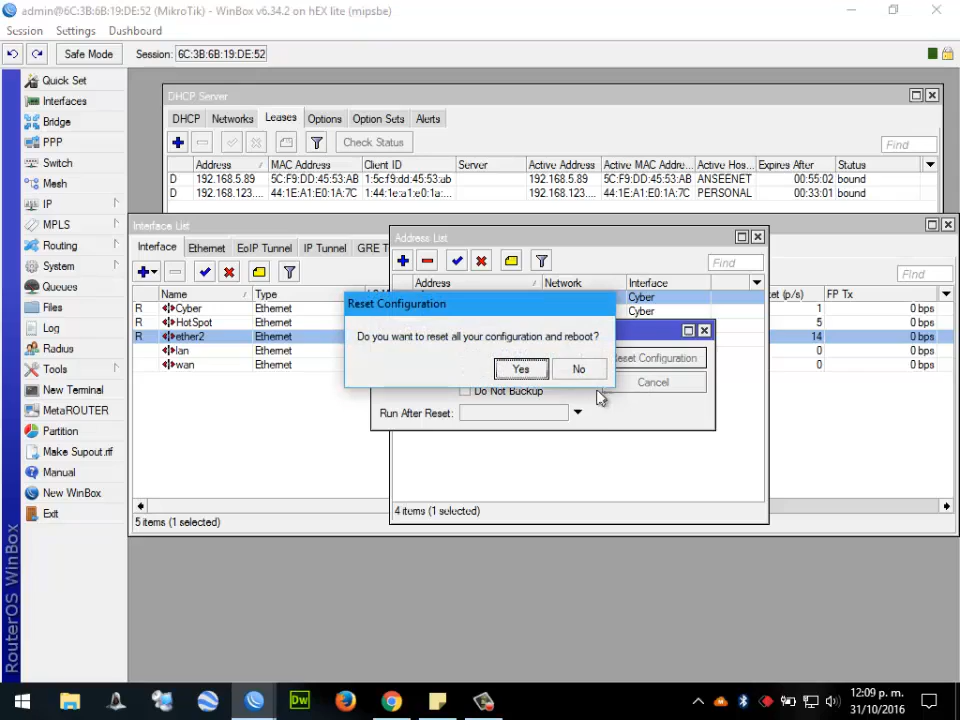 admin@6C:3B:6B:19:DE:52 (MikroTik) - WinBox v6.34.2 on hEX lite (mipsbe)
Session Settings Dashboard
Safe Mode Session: 6C:3B:6B:19:DE:52
Quick Set
Interfaces
Bridge
PPP
Switch
Mesh
IP
MPLS
Routing
System
Queues
Files
Log
Radius
Tools
New Terminal
MetaROUTER
Partition
Make Supout.rif
Manual
New WinBox
Exit
RouterOS WinBox
DHCP Server
DHCP Networks Leases Options Option Sets Alerts
Check Status Find
Address MAC Address Client ID Server Active Address Active MAC Addre... Active Hos... Expires After Status
D 192.168.5.89 5C:F9:DD:45:53:AB 1:5c:f9:dd:45:53:ab 192.168.5.89 5C:F9:DD:45:53:AB ANSEENET 00:55:02 bound
D 192.168.123.... 44:1E:A1:E0:1A:7C 1:44:1e:a1:e0:1a:7c 192.168.123.... 44:1E:A1:E0:1A:7C PERSONAL 00:33:01 bound
Interface List
Interface Ethernet EoIP Tunnel IP Tunnel GRE T
Find
Name Type
R Cyber Ethernet
R HotSpot Ethernet
R ether2 Ethernet
lan Ethernet
wan Ethernet
5 items (1 selected)
ket (p/s) FP Tx
1 0 bps
5 0 bps
14 0 bps
0 0 bps
0 0 bps
Address List
Find
Address Network Interface
Cyber
Cyber
4 items (1 selected)
Reset Configuration
Do you want to reset all your configuration and reboot?
Yes No
eset Configuration
Cancel
Do Not Backup
Run After Reset:
Dw
12:09 p. m.
31/10/2016